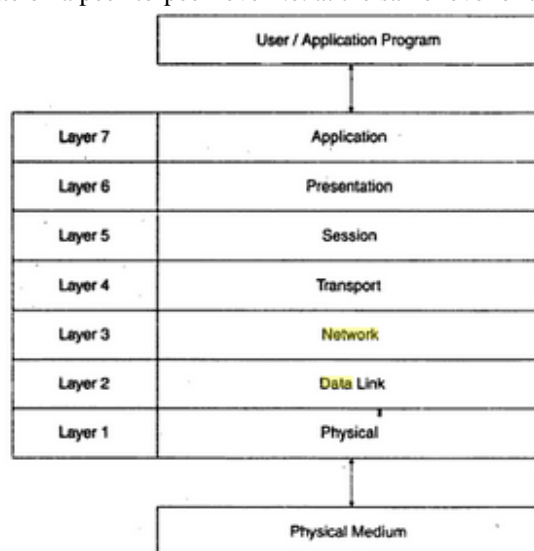 User / Application Program
Layer 7 Application
Layer 6 Presentation
Layer 5 Session
Layer 4 Transport
Layer 3 Network
Layer 2 Data Link
Layer 1 Physical
Physical Medium